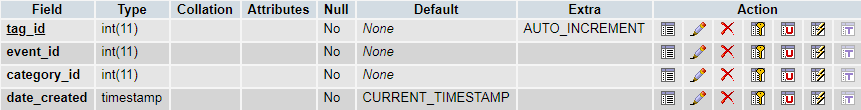 Field Type Collation Attributes Null Default Extra Action
tag_id int(11) No None AUTO_INCREMENT
event_id int(11) No None
category_id int(11) No None
date_created timestamp No CURRENT_TIMESTAMP